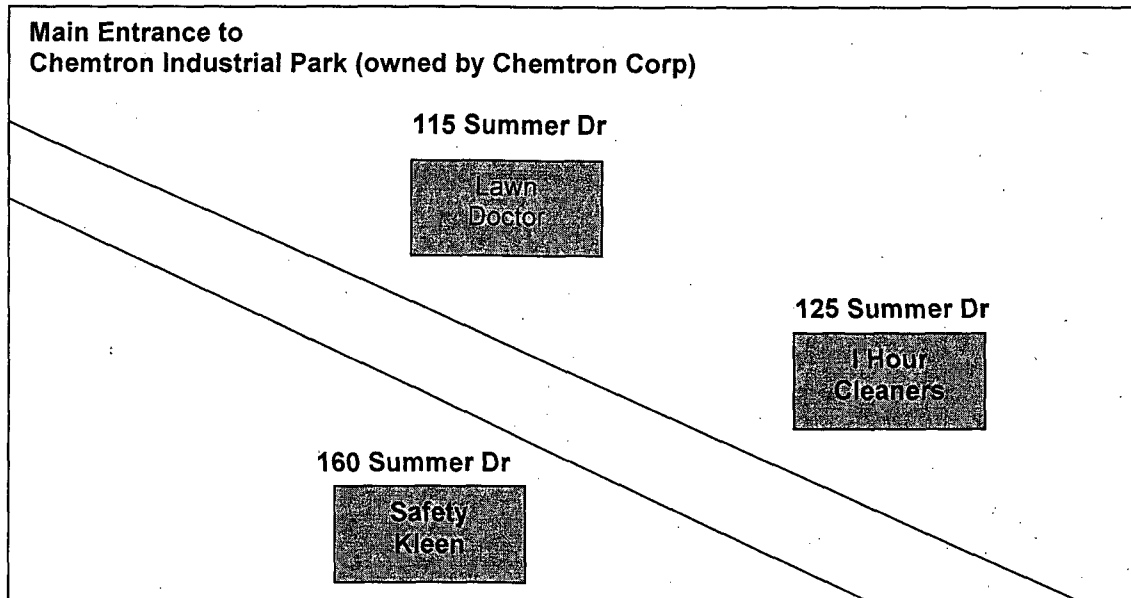 Main Entrance to
Chemtron Industrial Park (owned by Chemtron Corp)
115 Summer Dr
Lawn
Doctor
125 Summer Dr
I Hour
Cleaners
160 Summer Dr
Safety
Kleen